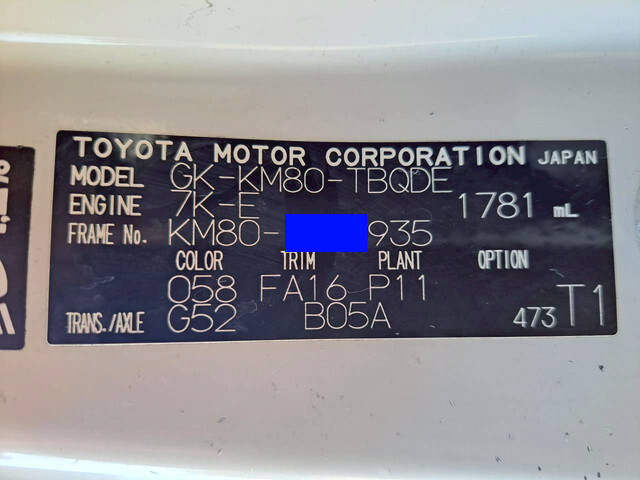 TOYOTA MOTOR CORPORATION JAPAN
MODEL GK-KM80-TBQDE
ENGINE 7K-E 1781 mL
FRAME No. KM80- 935
COLOR TRIM PLANT OPTION
058 FA16 P11
TRANS./AXLE G52 B05A 473 T1